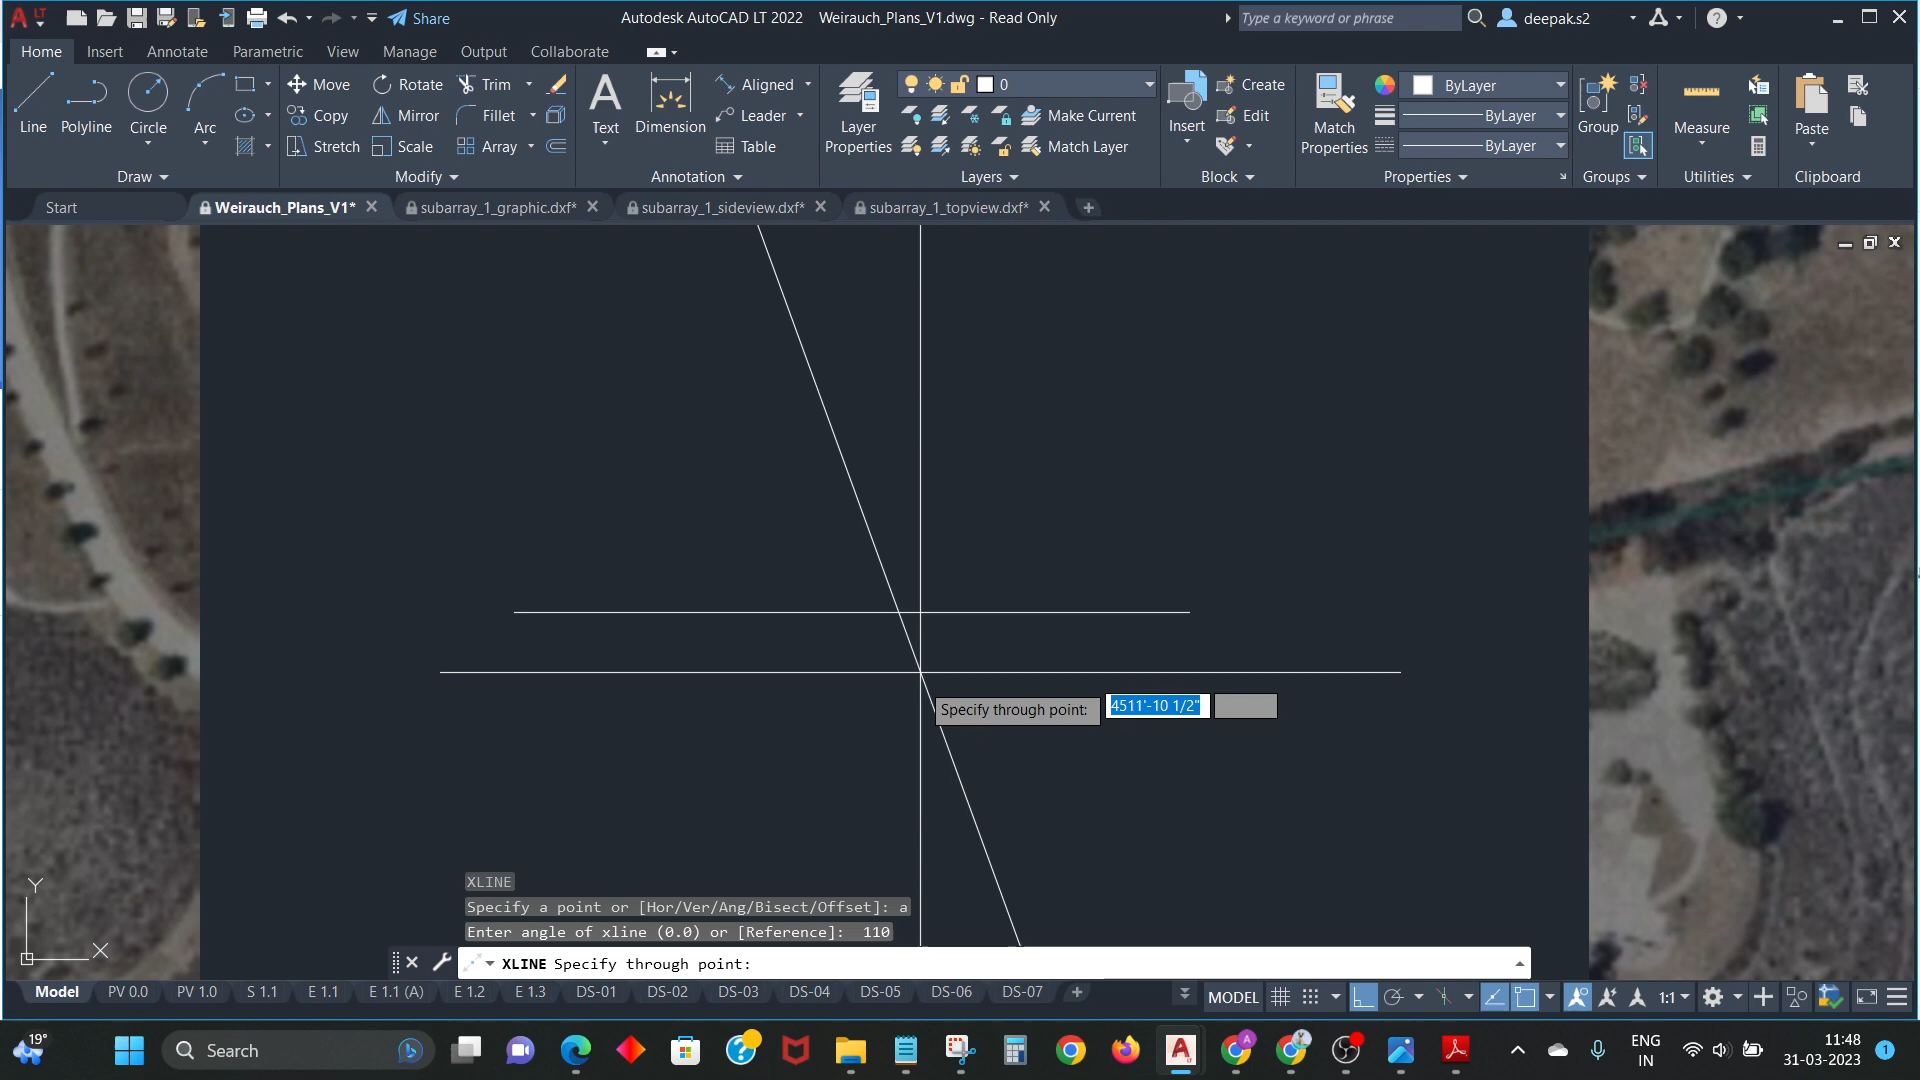 LT
Share
Autodesk AutoCAD LT 2022 Weirauch_Plans_V1.dwg - Read Only
Type a keyword or phrase
deepak.s2
Home Insert Annotate Parametric View Manage Output Collaborate
Line Polyline Circle Arc
Move Rotate Trim
Copy Mirror Fillet
Stretch Scale Array
Text Dimension
Aligned
Leader
Table
Layer Properties
0
Make Current
Match Layer
Insert
Create
Edit
Match Properties
ByLayer
ByLayer
ByLayer
Group
Measure
Paste
Draw Modify Annotation Layers Block Properties Groups Utilities Clipboard
Start Weirauch_Plans_V1* subarray_1_graphic.dxf* subarray_1_sideview.dxf* subarray_1_topview.dxf*
Specify through point: 4511'-10 1/2"
Y
X
XLINE
Specify a point or [Hor/Ver/Ang/Bisect/Offset]: a
Enter angle of xline (0.0) or [Reference]: 110
XLINE Specify through point:
Model PV 0.0 PV 1.0 S 1.1 E 1.1 E 1.1 (A) E 1.2 E 1.3 DS-01 DS-02 DS-03 DS-04 DS-05 DS-06 DS-07
MODEL 1:1
19°
Search
ENG
IN
11:48
31-03-2023
1